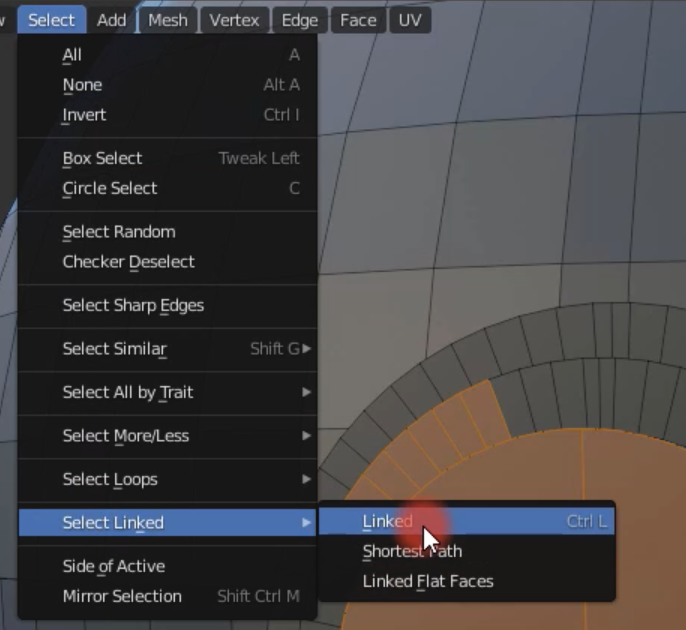 Select Add Mesh Vertex Edge Face UV
All A
None Alt A
Invert Ctrl I
Box Select Tweak Left
Circle Select C
Select Random
Checker Deselect
Select Sharp Edges
Select Similar Shift G
Select All by Trait
Select More/Less
Select Loops
Select Linked
Linked Ctrl L
Shortest Path
Linked Flat Faces
Side of Active
Mirror Selection Shift Ctrl M